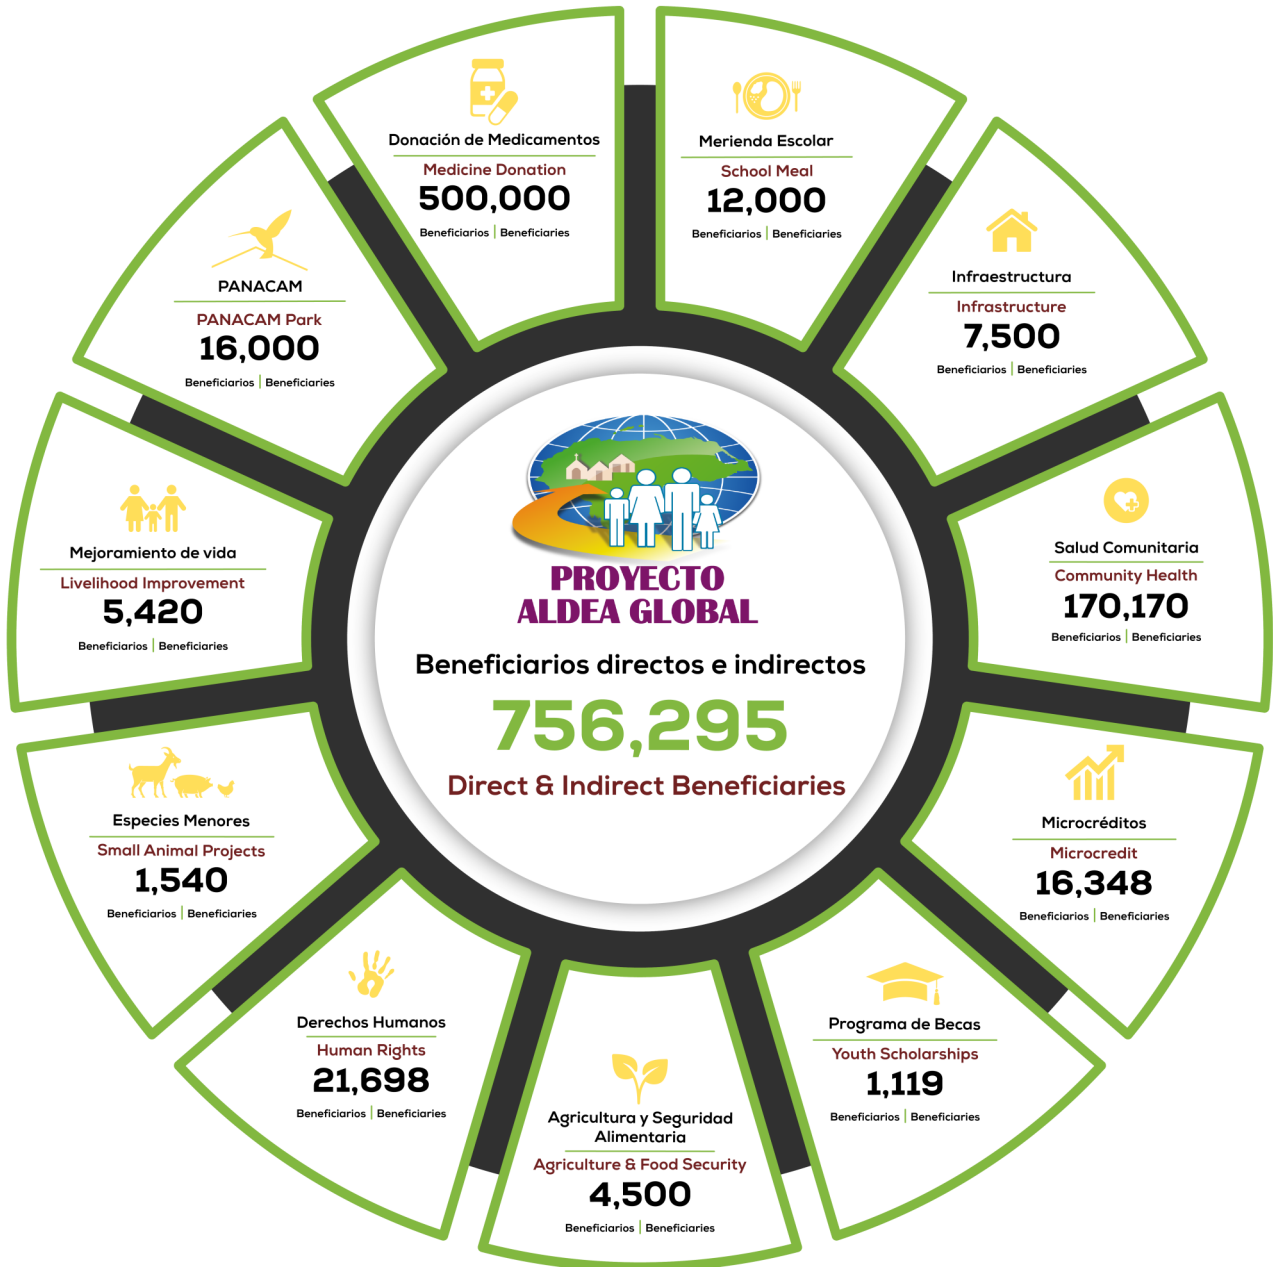 Donación de Medicamentos
Medicine Donation
500,000
Beneficiarios Beneficiaries
Merienda Escolar
School Meal
12,000
Beneficiarios Beneficiaries
Infraestructura
Infrastructure
7,500
Beneficiarios Beneficiaries
Salud Comunitaria
Community Health
170,170
Beneficiarios Beneficiaries
Microcréditos
Microcredit
16,348
Beneficiarios Beneficiaries
Programa de Becas
Youth Scholarships
1,119
Beneficiarios Beneficiaries
Agricultura y Seguridad
Alimentaria
Agriculture & Food Security
4,500
Beneficiarios Beneficiaries
Derechos Humanos
Human Rights
21,698
Beneficiarios Beneficiaries
Especies Menores
Small Animal Projects
1,540
Beneficiarios Beneficiaries
Mejoramiento de vida
Livelihood Improvement
5,420
Beneficiarios Beneficiaries
PANACAM
PANACAM Park
16,000
Beneficiarios Beneficiaries
PROYECTO
ALDEA GLOBAL
Beneficiarios directos e indirectos
756,295
Direct & Indirect Beneficiaries